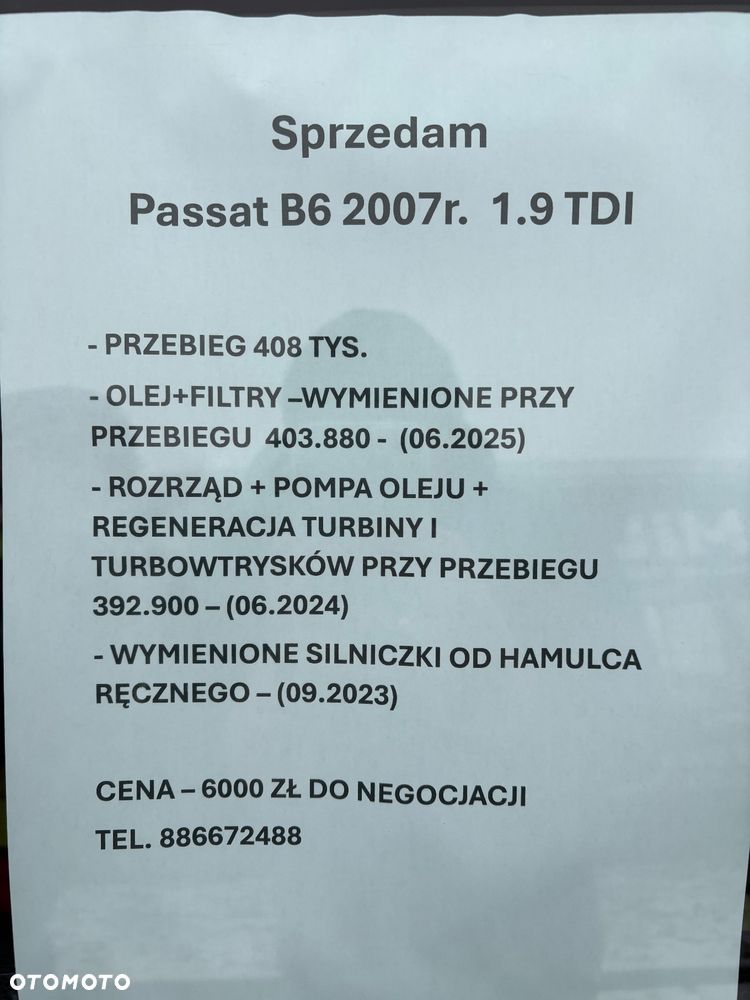 Sprzedam
Passat B6 2007r. 1.9 TDI
- PRZEBIEG 408 TYS.
- OLEJ+FILTRY –WYMIENIONE PRZY
PRZEBIEGU 403.880 - (06.2025)
- ROZRZĄD + POMPA OLEJU +
REGENERACJA TURBINY I
TURBOWTRYSKÓW PRZY PRZEBIEGU
392.900 – (06.2024)
- WYMIENIONE SILNICZKI OD HAMULCA
RĘCZNEGO – (09.2023)
CENA – 6000 ZŁ DO NEGOCJACJI
TEL. 886672488
OTOMOTO